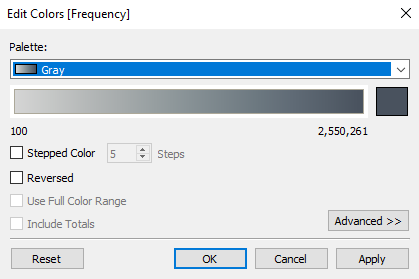 Edit Colors [Frequency]
Palette:
Gray
100 2,550,261
Stepped Color 5 Steps
Reversed
Use Full Color Range
Include Totals
Advanced >>
Reset OK Cancel Apply